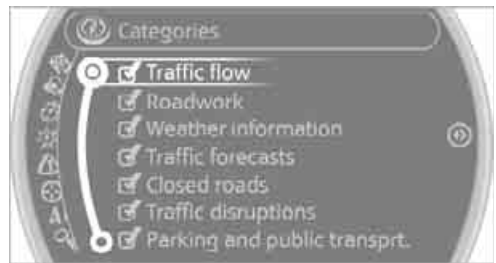 Categories
Traffic flow
Roadwork
Weather information
Traffic forecasts
Closed roads
Traffic disruptions
Parking and public transprt.